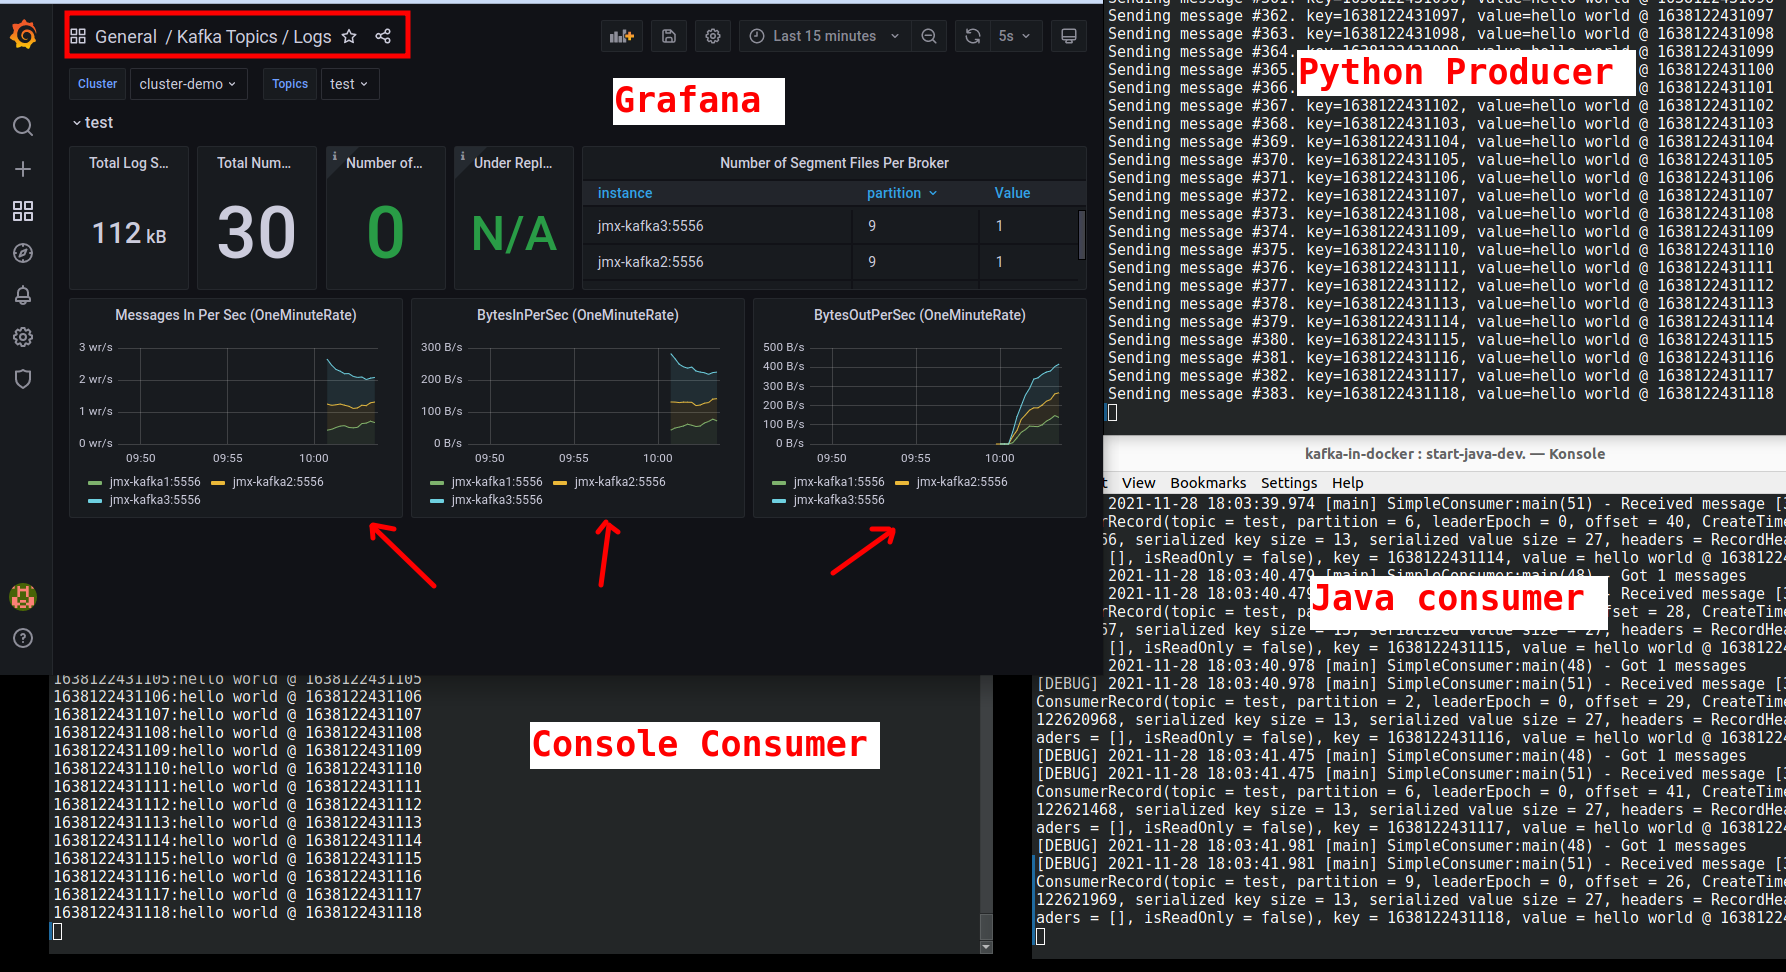 General / Kafka Topics / Logs
Last 15 minutes
5s
Cluster
cluster-demo
Topics
test
Grafana
test
Total Log S...
112 kB
Total Num...
30
Number of...
0
Under Repl...
N/A
Number of Segment Files Per Broker
instance partition Value
jmx-kafka3:5556 9 1
jmx-kafka2:5556 9 1
Messages In Per Sec (OneMinuteRate)
3 wr/s
2 wr/s
1 wr/s
0 wr/s
09:50 09:55 10:00
jmx-kafka1:5556 jmx-kafka2:5556
jmx-kafka3:5556
BytesInPerSec (OneMinuteRate)
300 B/s
200 B/s
100 B/s
0 B/s
09:50 09:55 10:00
jmx-kafka1:5556 jmx-kafka2:5556
jmx-kafka3:5556
BytesOutPerSec (OneMinuteRate)
500 B/s
400 B/s
300 B/s
200 B/s
100 B/s
0 B/s
09:50 09:55 10:00
jmx-kafka1:5556 jmx-kafka2:5556
jmx-kafka3:5556
Python Producer
Sending message #362. key=1638122431097, value=hello world @ 1638122431097
Sending message #363. key=1638122431098, value=hello world @ 1638122431098
Sending message #364. @ 1638122431099
Sending message #365. @ 1638122431100
Sending message #366. @ 1638122431101
Sending message #367. key=1638122431102, value=hello world @ 1638122431102
Sending message #368. key=1638122431103, value=hello world @ 1638122431103
Sending message #369. key=1638122431104, value=hello world @ 1638122431104
Sending message #370. key=1638122431105, value=hello world @ 1638122431105
Sending message #371. key=1638122431106, value=hello world @ 1638122431106
Sending message #372. key=1638122431107, value=hello world @ 1638122431107
Sending message #373. key=1638122431108, value=hello world @ 1638122431108
Sending message #374. key=1638122431109, value=hello world @ 1638122431109
Sending message #375. key=1638122431110, value=hello world @ 1638122431110
Sending message #376. key=1638122431111, value=hello world @ 1638122431111
Sending message #377. key=1638122431112, value=hello world @ 1638122431112
Sending message #378. key=1638122431113, value=hello world @ 1638122431113
Sending message #379. key=1638122431114, value=hello world @ 1638122431114
Sending message #380. key=1638122431115, value=hello world @ 1638122431115
Sending message #381. key=1638122431116, value=hello world @ 1638122431116
Sending message #382. key=1638122431117, value=hello world @ 1638122431117
Sending message #383. key=1638122431118, value=hello world @ 1638122431118
kafka-in-docker : start-java-dev. — Konsole
t View Bookmarks Settings Help
2021-11-28 18:03:39.974 [main] SimpleConsumer:main(51) - Received message [
erRecord(topic = test, partition = 6, leaderEpoch = 0, offset = 40, CreateTime
66, serialized key size = 13, serialized value size = 27, headers = RecordHea
[], isReadOnly = false), key = 1638122431114, value = hello world @ 16381224
2021-11-28 18:03:40.479 [main] SimpleConsumer:main(48) - Got 1 messages
2021-11-28 18:03:40.479 - Received message [
erRecord(topic = test, pa offset = 28, CreateTime
67, serialized key size = 13, serialized value size = 27, headers = RecordHea
[], isReadOnly = false), key = 1638122431115, value = hello world @ 16381224
2021-11-28 18:03:40.978 [main] SimpleConsumer:main(48) - Got 1 messages
[DEBUG] 2021-11-28 18:03:40.978 [main] SimpleConsumer:main(51) - Received message [
ConsumerRecord(topic = test, partition = 2, leaderEpoch = 0, offset = 29, CreateTime
122620968, serialized key size = 13, serialized value size = 27, headers = RecordHea
aders = [], isReadOnly = false), key = 1638122431116, value = hello world @ 16381224
[DEBUG] 2021-11-28 18:03:41.475 [main] SimpleConsumer:main(48) - Got 1 messages
[DEBUG] 2021-11-28 18:03:41.475 [main] SimpleConsumer:main(51) - Received message [
ConsumerRecord(topic = test, partition = 6, leaderEpoch = 0, offset = 41, CreateTime
122621468, serialized key size = 13, serialized value size = 27, headers = RecordHea
aders = [], isReadOnly = false), key = 1638122431117, value = hello world @ 16381224
[DEBUG] 2021-11-28 18:03:41.981 [main] SimpleConsumer:main(48) - Got 1 messages
[DEBUG] 2021-11-28 18:03:41.981 [main] SimpleConsumer:main(51) - Received message [
ConsumerRecord(topic = test, partition = 9, leaderEpoch = 0, offset = 26, CreateTime
122621969, serialized key size = 13, serialized value size = 27, headers = RecordHea
aders = [], isReadOnly = false), key = 1638122431118, value = hello world @ 16381224
Java consumer
1638122431105:hello world @ 1638122431105
1638122431106:hello world @ 1638122431106
1638122431107:hello world @ 1638122431107
1638122431108:hello world @ 1638122431108
1638122431109:hello world @ 1638122431109
1638122431110:hello world @ 1638122431110
1638122431111:hello world @ 1638122431111
1638122431112:hello world @ 1638122431112
1638122431113:hello world @ 1638122431113
1638122431114:hello world @ 1638122431114
1638122431115:hello world @ 1638122431115
1638122431116:hello world @ 1638122431116
1638122431117:hello world @ 1638122431117
1638122431118:hello world @ 1638122431118
Console Consumer